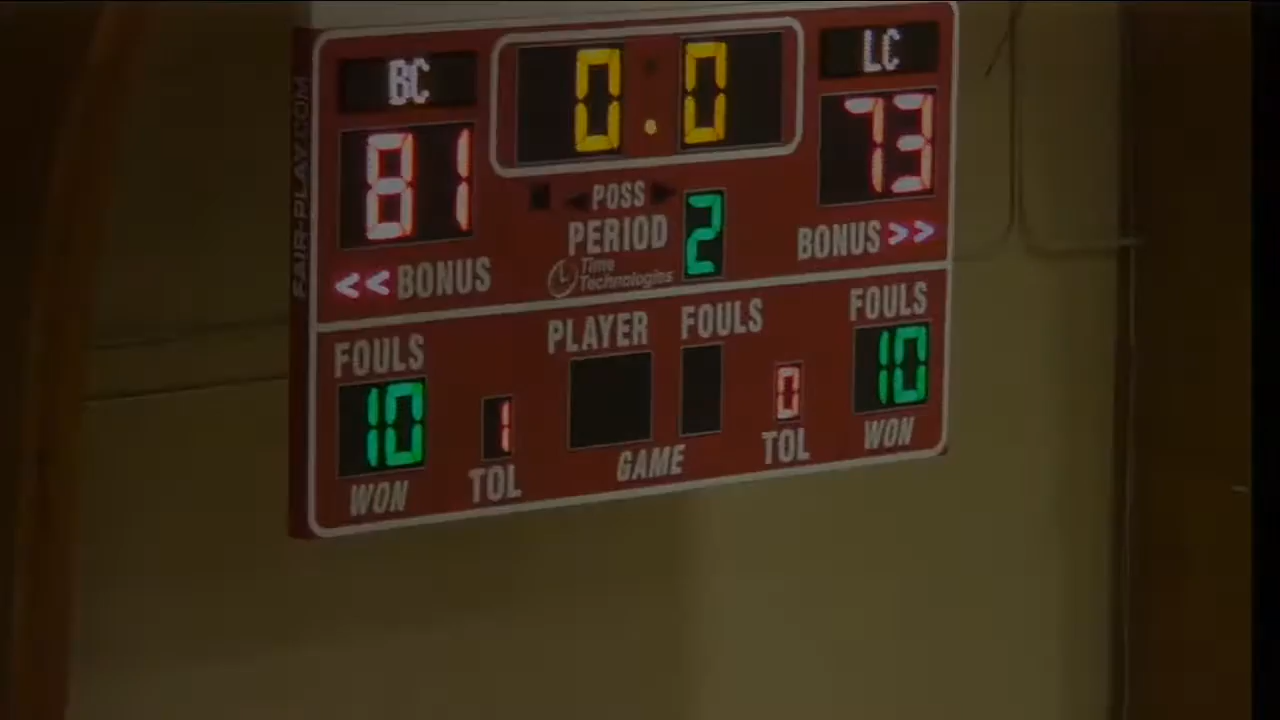 BC
0.0
LC
81
73
POSS
PERIOD 2
<< BONUS
BONUS >>
Time
Technologies
FAIR-PLAY.COM
FOULS
PLAYER FOULS
FOULS
10
1
0
10
WON
TOL
GAME
TOL
WON